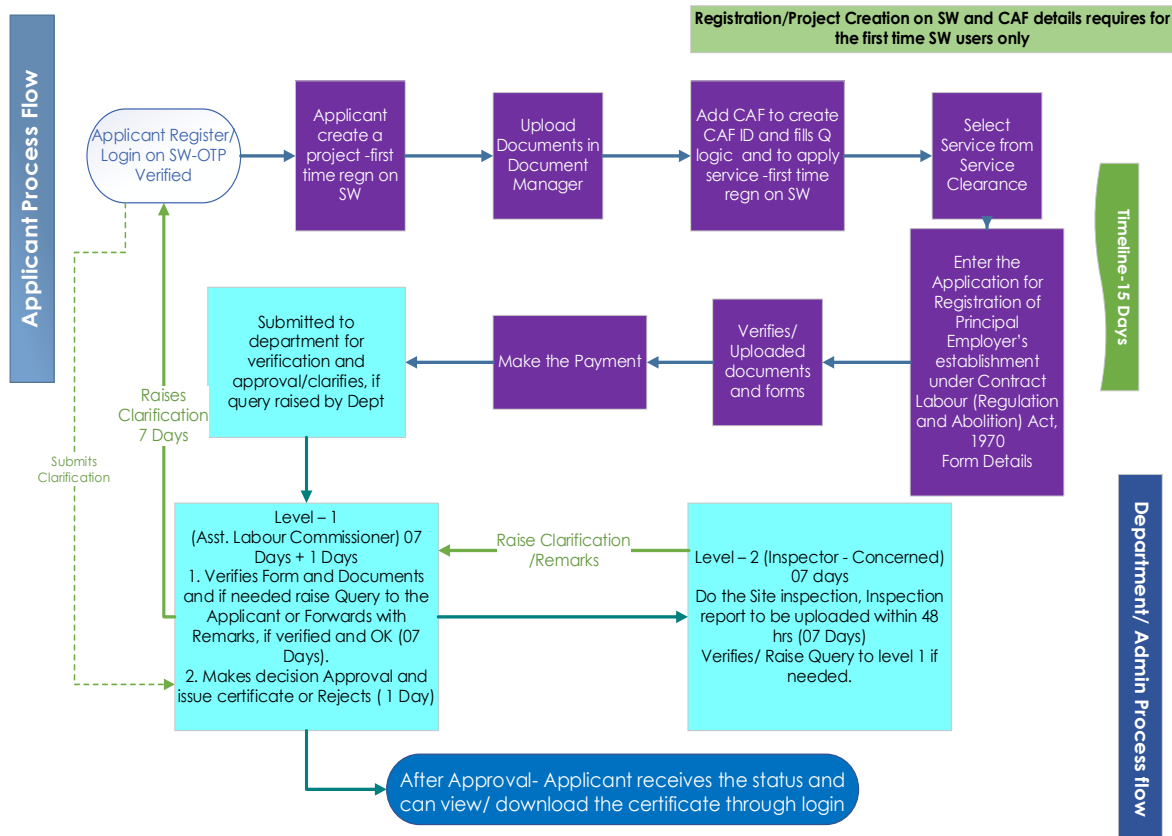 Registration/Project Creation on SW and CAF details requires for
the first time SW users only
Applicant Process Flow
Applicant Register/
Login on SW-OTP
Verified
Applicant
create a
project -first
time regn on
SW
Upload
Documents in
Document
Manager
Add CAF to create
CAF ID and fills Q
logic and to apply
service -first time
regn on SW
Select
Service from
Service
Clearance
Timeline-15 Days
Enter the
Application for
Registration of
Principal
Employer’s
establishment
under Contract
Labour (Regulation
and Abolition) Act,
1970
Form Details
Verifies/
Uploaded
documents
and forms
Make the Payment
Submitted to
department for
verification and
approval/clarifies, if
query raised by Dept
Raises
Clarification
7 Days
Submits
Clarification
Level – 1
(Asst. Labour Commissioner) 07
Days + 1 Days
1. Verifies Form and Documents
and if needed raise Query to the
Applicant or Forwards with
Remarks, if verified and OK (07
Days).
2. Makes decision Approval and
issue certificate or Rejects ( 1 Day)
Raise Clarification
/Remarks
Level – 2 (Inspector - Concerned)
07 days
Do the Site inspection, Inspection
report to be uploaded within 48
hrs (07 Days)
Verifies/ Raise Query to level 1 if
needed.
Department/ Admin Process flow
After Approval- Applicant receives the status and
can view/ download the certificate through login